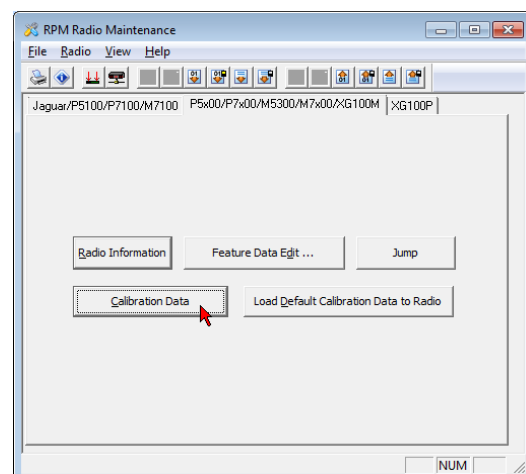 RPM Radio Maintenance
File Radio View Help
Jaguar/P5100/P7100/M7100 P5x00/P7x00/M5300/M7x00/XG100M XG100P
Radio Information Feature Data Edit ... Jump
Calibration Data Load Default Calibration Data to Radio
NUM